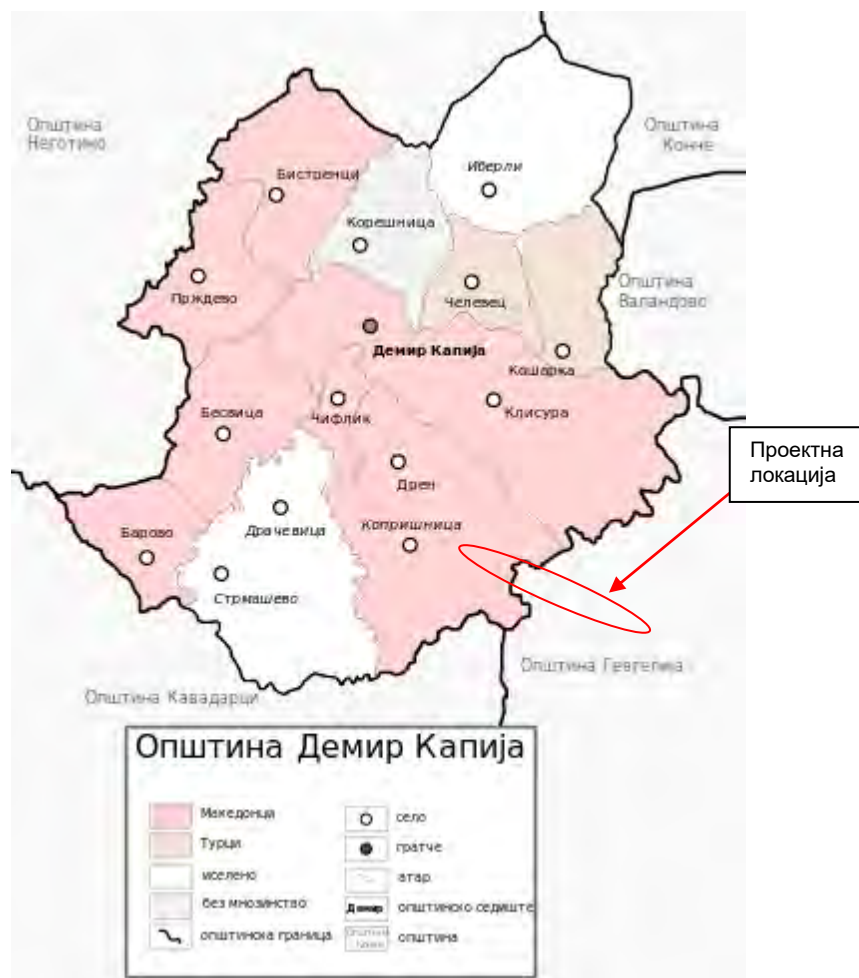 Општина
Неготино
Општина
Конче
Иберли
Бистренци
Корешница
Општина
Валандово
Прждево
Челевец
Демир Капија
Кошарка
Бесвица
Чифлик
Клисура
Проектна
локација
Дрен
Драчевица
Копришница
Барово
Стрмашево
Општина Гевгелија
Општина Кавадарци
Општина Демир Капија
Македонци
село
Турци
гратче
иселено
атар
без мнозинство
Демир
општинско седиште
општинска граница
општина